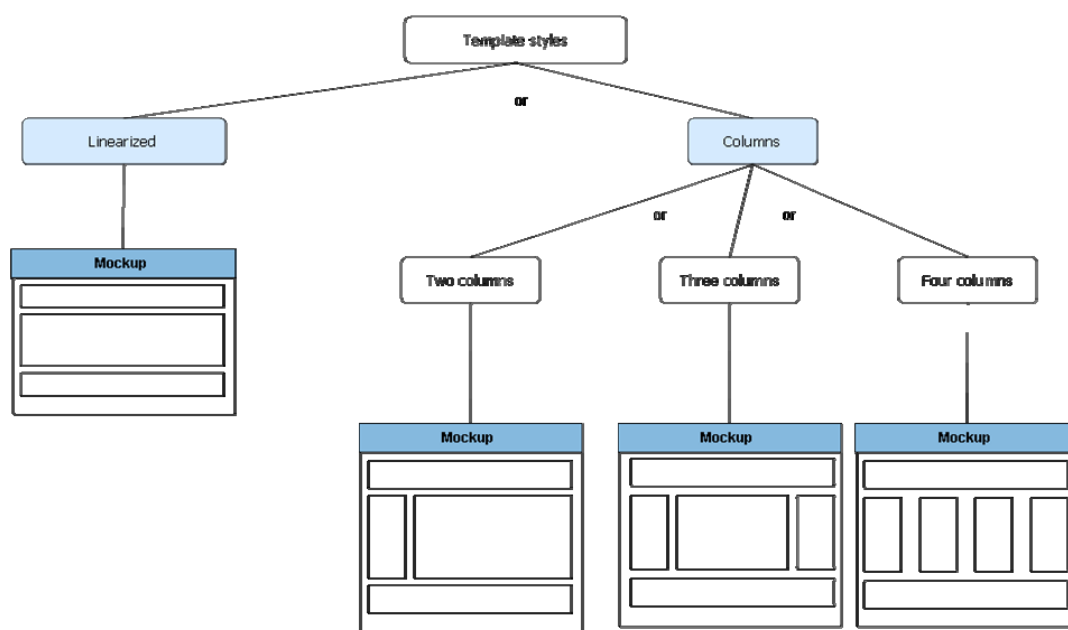 Template styles
or
Linearized
Columns
or
or
Mockup
Two columns
Three columns
Four columns
Mockup
Mockup
Mockup